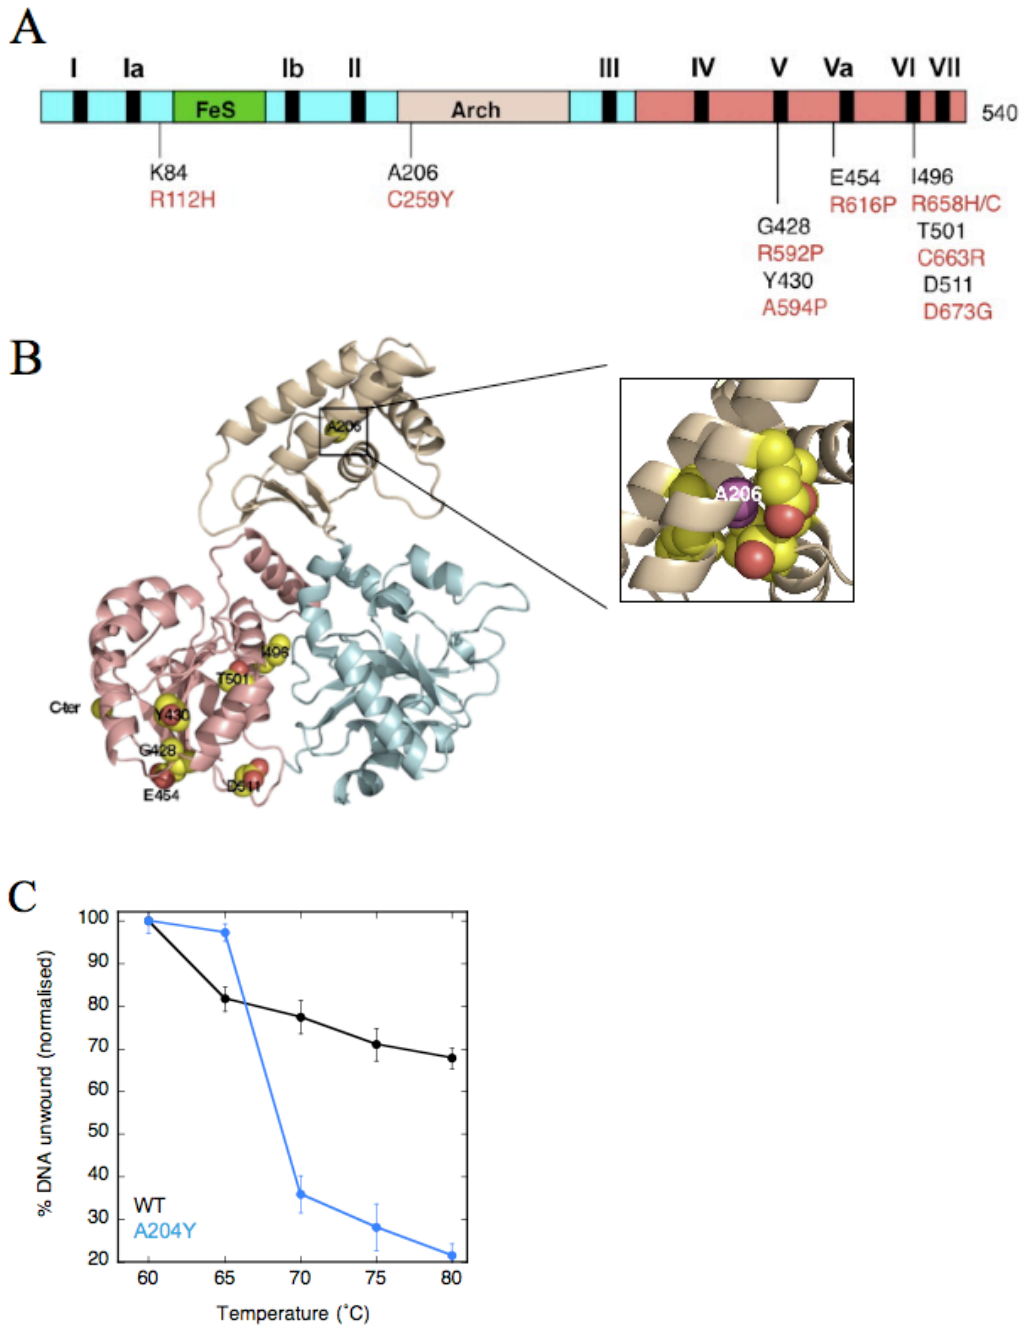 A
I Ia Ib II III IV V Va VI VII
FeS Arch 540
K84 A206 E454 I496
R112H C259Y R616P R658H/C
G428 T501
R592P C663R
Y430 D511
A594P D673G
B
A206
A206
I496
T501
C-ter
Y430
G428
D511
E454
C
% DNA unwound (normalised)
100
90
80
70
60
50
40
30
20
WT
A204Y
60 65 70 75 80
Temperature (˚C)